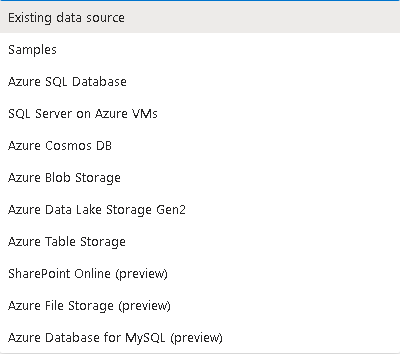 Existing data source
Samples
Azure SQL Database
SQL Server on Azure VMs
Azure Cosmos DB
Azure Blob Storage
Azure Data Lake Storage Gen2
Azure Table Storage
SharePoint Online (preview)
Azure File Storage (preview)
Azure Database for MySQL (preview)